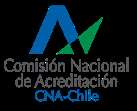 Comisión Nacional
de Acreditación
CNA-Chile